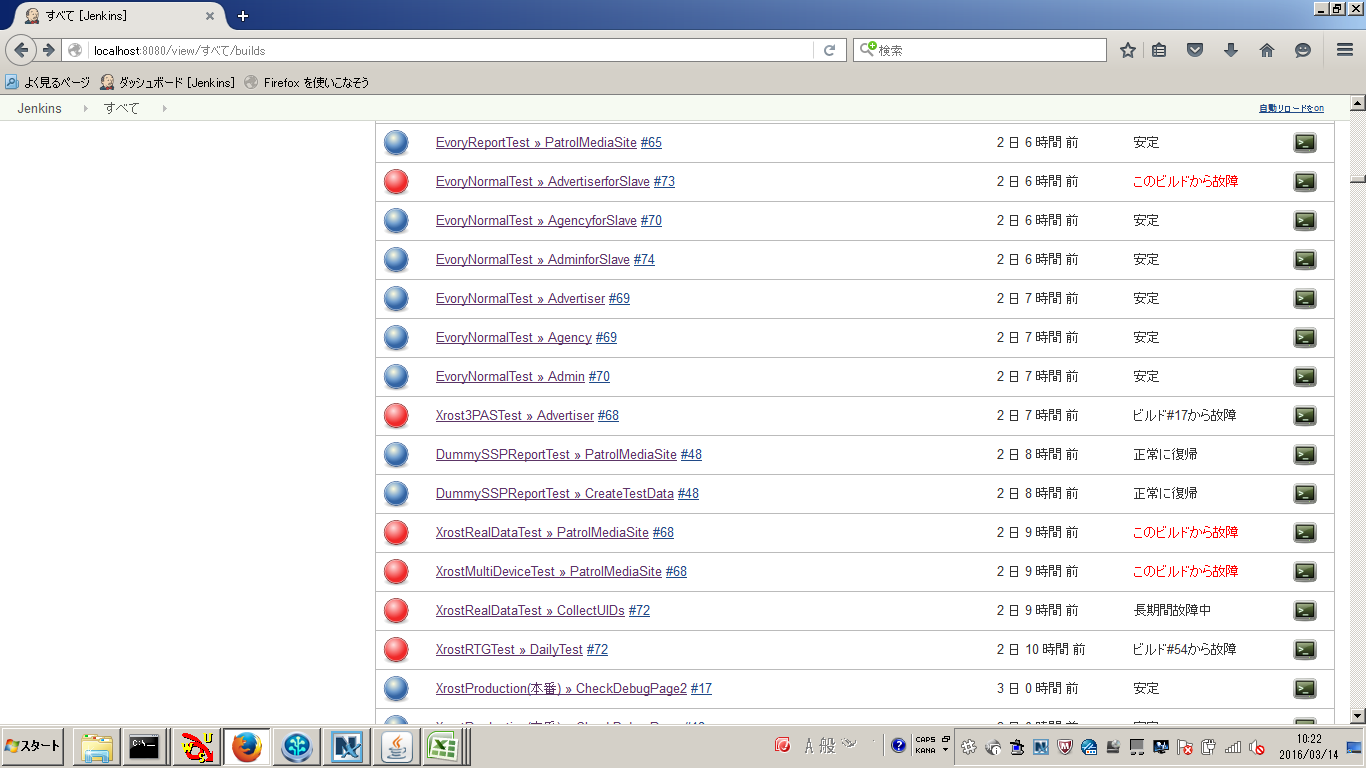 すべて [Jenkins]
localhost:8080/view/すべて/builds
検索
よく見るページ ダッシュボード [Jenkins] Firefox を使いこなそう
Jenkins すべて 自動リロードをon
EvoryReportTest » PatrolMediaSite #65 2 日 6 時間 前 安定
EvoryNormalTest » AdvertiserforSlave #73 2 日 6 時間 前 このビルドから故障
EvoryNormalTest » AgencyforSlave #70 2 日 6 時間 前 安定
EvoryNormalTest » AdminforSlave #74 2 日 6 時間 前 安定
EvoryNormalTest » Advertiser #69 2 日 7 時間 前 安定
EvoryNormalTest » Agency #69 2 日 7 時間 前 安定
EvoryNormalTest » Admin #70 2 日 7 時間 前 安定
Xrost3PASTest » Advertiser #68 2 日 7 時間 前 ビルド#17から故障
DummySSPReportTest » PatrolMediaSite #48 2 日 8 時間 前 正常に復帰
DummySSPReportTest » CreateTestData #48 2 日 8 時間 前 正常に復帰
XrostRealDataTest » PatrolMediaSite #68 2 日 9 時間 前 このビルドから故障
XrostMultiDeviceTest » PatrolMediaSite #68 2 日 9 時間 前 このビルドから故障
XrostRealDataTest » CollectUIDs #72 2 日 9 時間 前 長期間故障中
XrostRTGTest » DailyTest #72 2 日 10 時間 前 ビルド#54から故障
XrostProduction(本番) » CheckDebugPage2 #17 3 日 0 時間 前 安定
スタート A 般 CAPS KANA 10:22
2016/03/14